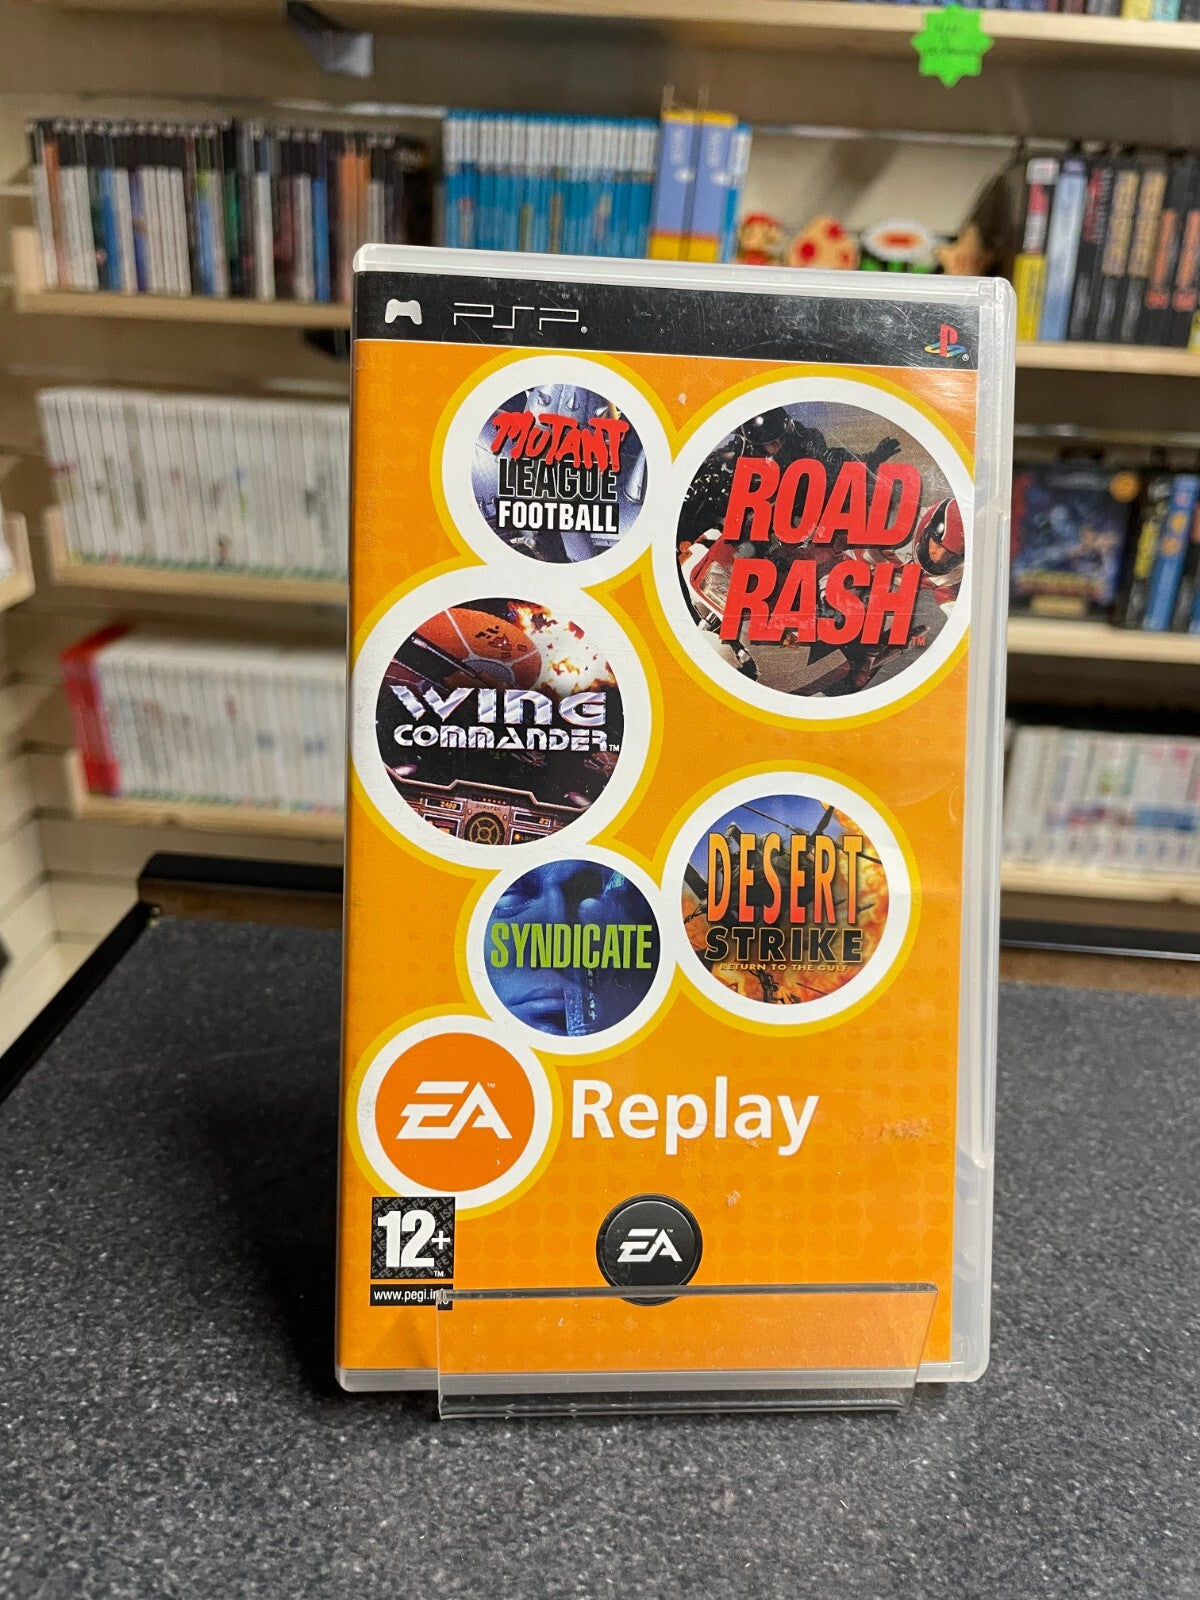 PSP
MUTANT
LEAGUE
FOOTBALL
ROAD
RASH
WING
COMMANDER
DESERT
STRIKE
RETURN TO THE GULF
SYNDICATE
EA
Replay
12+
www.pegi.info
EA